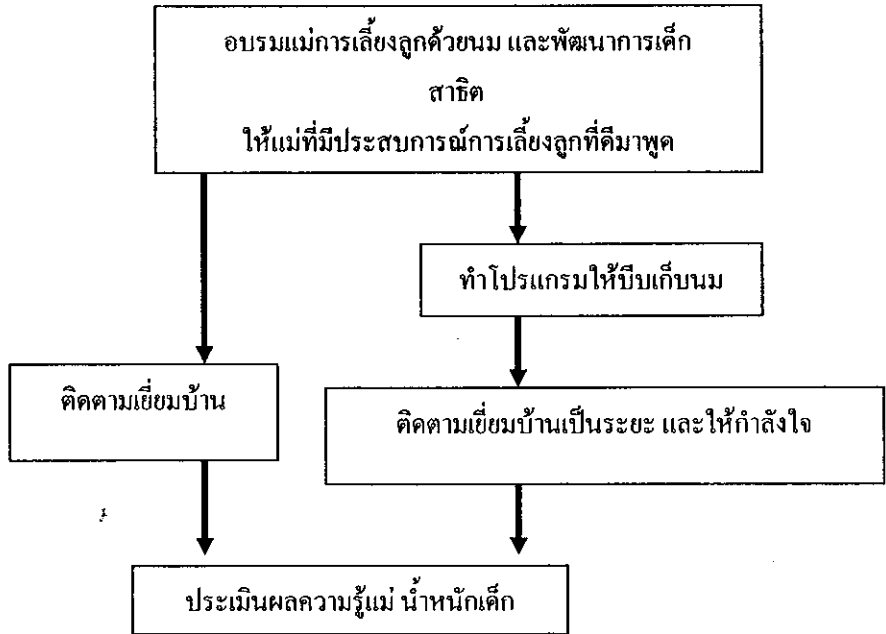 อบรมแม่การเลี้ยงลูกด้วยนม และพัฒนาการเด็ก
สาธิต
ให้แม่ที่มีประสบการณ์การเลี้ยงลูกที่ดีมาพูด
ทำโปรแกรมให้บีบเก็บนม
ติดตามเยี่ยมบ้าน
ติดตามเยี่ยมบ้านเป็นระยะ และให้กำลังใจ
ประเมินผลความรู้แม่ น้ำหนักเด็ก